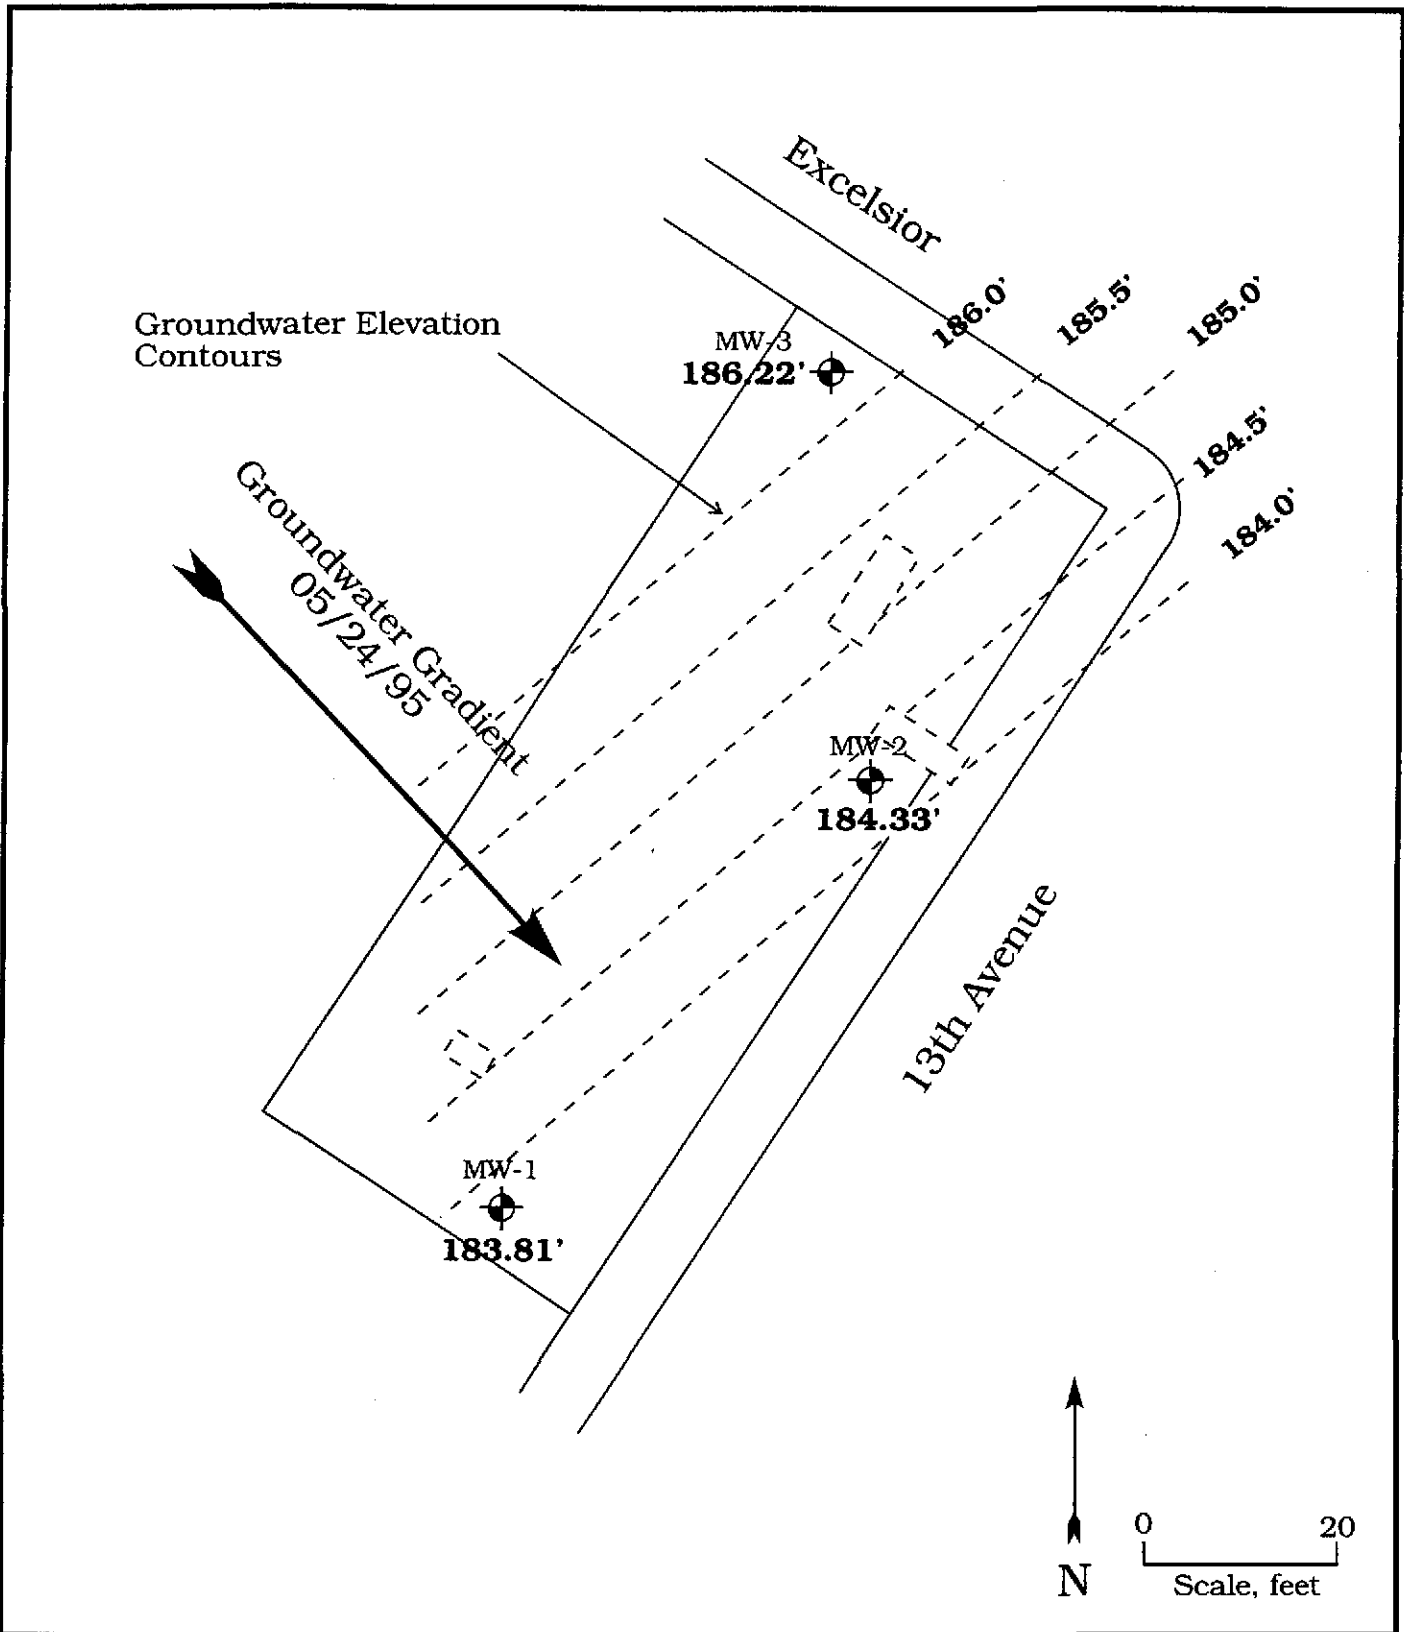 Excelsior
186.0'
185.5'
185.0'
184.5'
184.0'
Groundwater Elevation
Contours
MW-3
186.22'
Groundwater Gradient
05/24/95
MW-2
184.33'
13th Avenue
MW-1
183.81'
N
0 20
Scale, feet